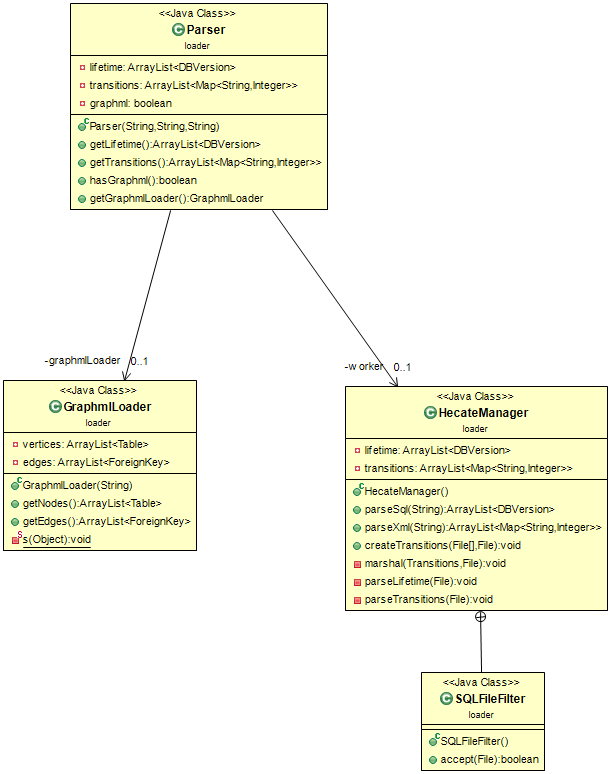 <<Java Class>>
Parser
loader
lifetime: ArrayList<DBVersion>
transitions: ArrayList<Map<String,Integer>>
graphml: boolean
Parser(String,String,String)
getLifetime():ArrayList<DBVersion>
getTransitions():ArrayList<Map<String,Integer>>
hasGraphml():boolean
getGraphmlLoader():GraphmlLoader
-graphmlLoader 0..1
-worker 0..1
<<Java Class>>
GraphmlLoader
loader
vertices: ArrayList<Table>
edges: ArrayList<ForeignKey>
GraphmlLoader(String)
getNodes():ArrayList<Table>
getEdges():ArrayList<ForeignKey>
s(Object):void
<<Java Class>>
HecateManager
loader
lifetime: ArrayList<DBVersion>
transitions: ArrayList<Map<String,Integer>>
HecateManager()
parseSql(String):ArrayList<DBVersion>
parseXml(String):ArrayList<Map<String,Integer>>
createTransitions(File[],File):void
marshal(Transitions,File):void
parseLifetime(File):void
parseTransitions(File):void
<<Java Class>>
SQLFileFilter
loader
SQLFileFilter()
accept(File):boolean